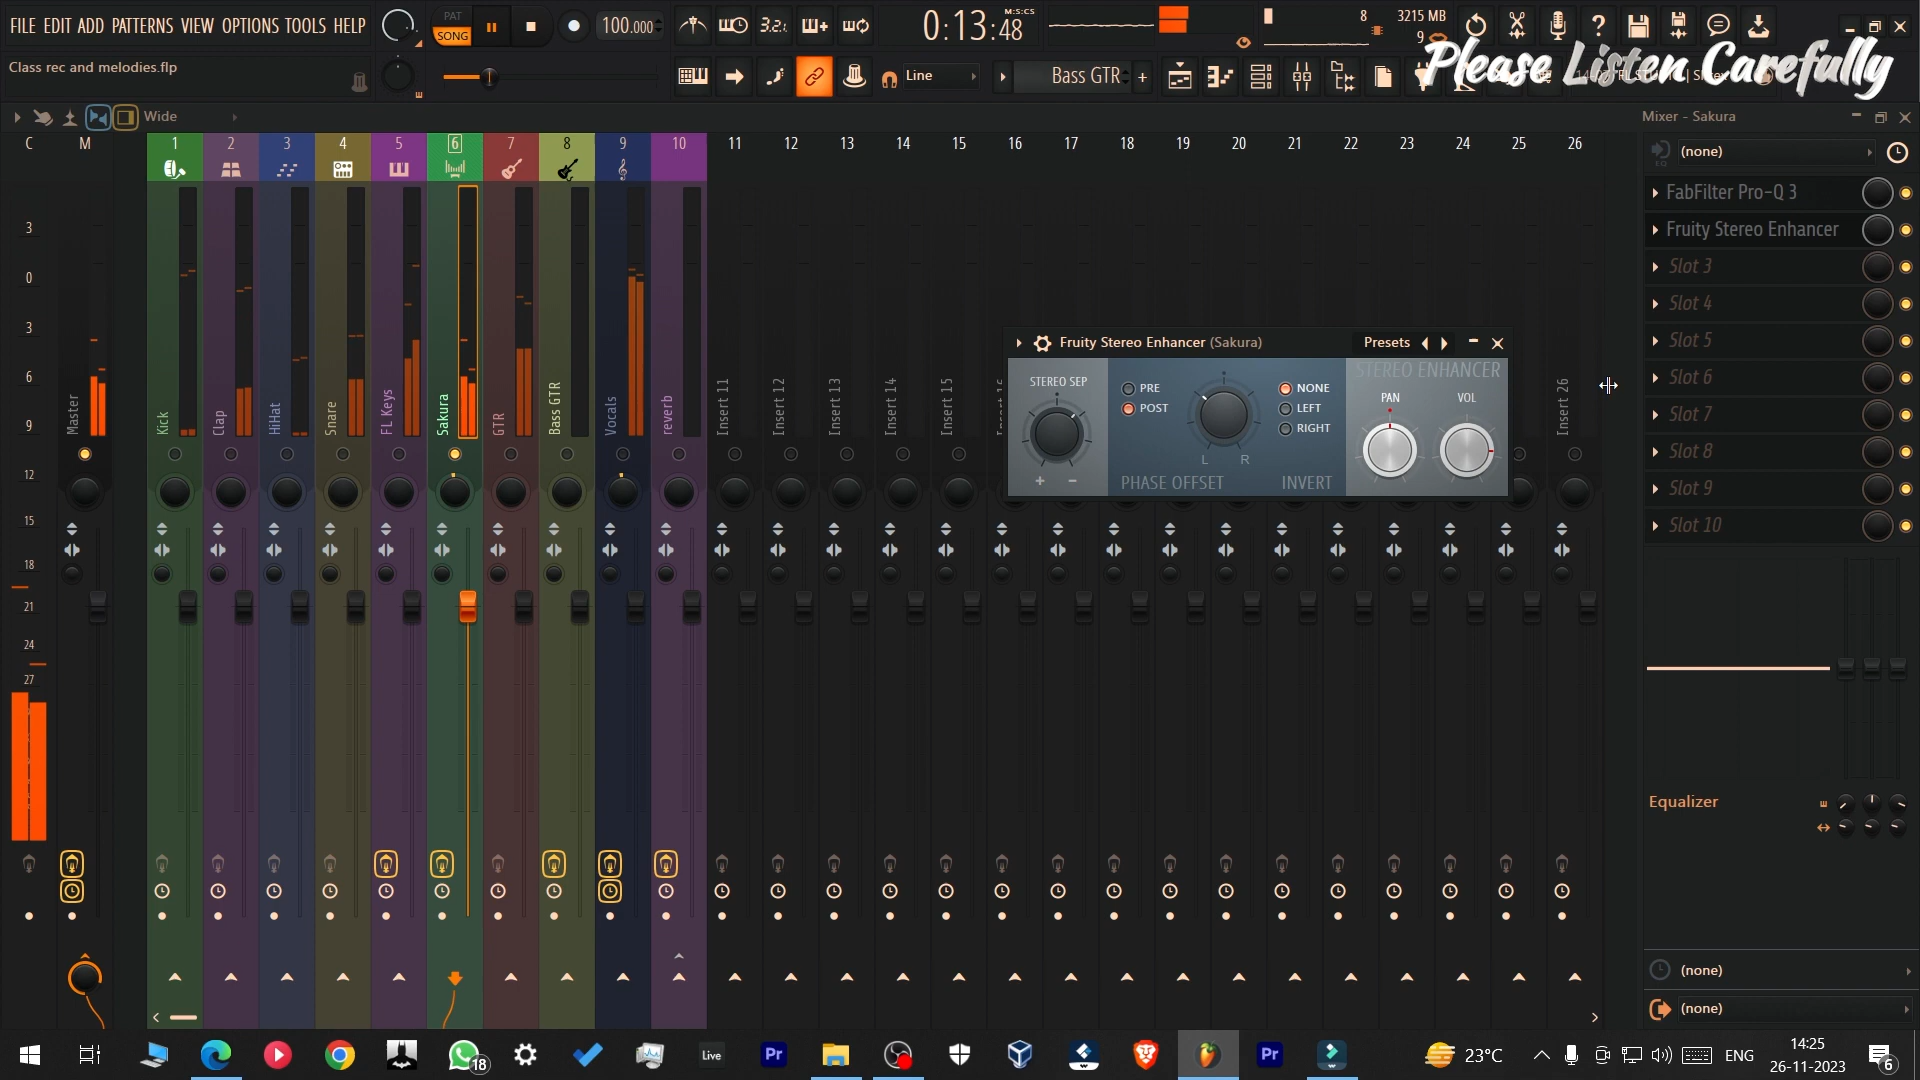 FILE EDIT ADD PATTERNS VIEW OPTIONS TOOLS HELP
PAT
SONG
100.000
3.2.
0:13:48
M:S:CS
8
3215 MB
9
Class rec and melodies.flp
Line
Bass GTR
Please Listen Carefully
Wide
Mixer - Sakura
C M 1 2 3 4 5 6 7 8 9 10 11 12 13 14 15 16 17 18 19 20 21 22 23 24 25 26
(none)
FabFilter Pro-Q 3
Fruity Stereo Enhancer
Slot 3
Slot 4
Slot 5
Slot 6
Slot 7
Slot 8
Slot 9
Slot 10
3
0
3
6
9
12
15
18
21
24
27
Master
Kick
Clap
HiHat
Snare
FL Keys
Sakura
GTR
Bass GTR
Vocals
reverb
Insert 11
Insert 12
Insert 13
Insert 14
Insert 15
Insert 26
Fruity Stereo Enhancer (Sakura)
Presets
STEREO ENHANCER
STEREO SEP
PRE
POST
L R
PHASE OFFSET
NONE
LEFT
RIGHT
INVERT
PAN
VOL
Equalizer
(none)
(none)
18
Live
Pr
Pr
23°C
ENG
14:25
26-11-2023
6